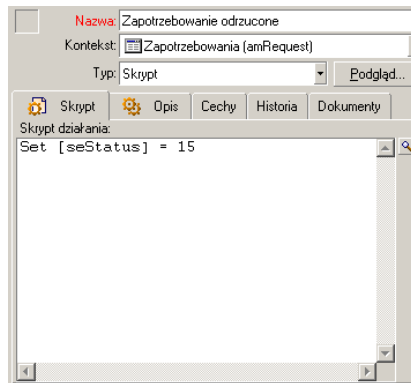 Nazwa: Zapotrzebowanie odrzucone
Kontekst: Zapotrzebowania (amRequest)
Typ: Skrypt Podgląd...
Skrypt Opis Cechy Historia Dokumenty
Skrypt działania:
Set [seStatus] = 15